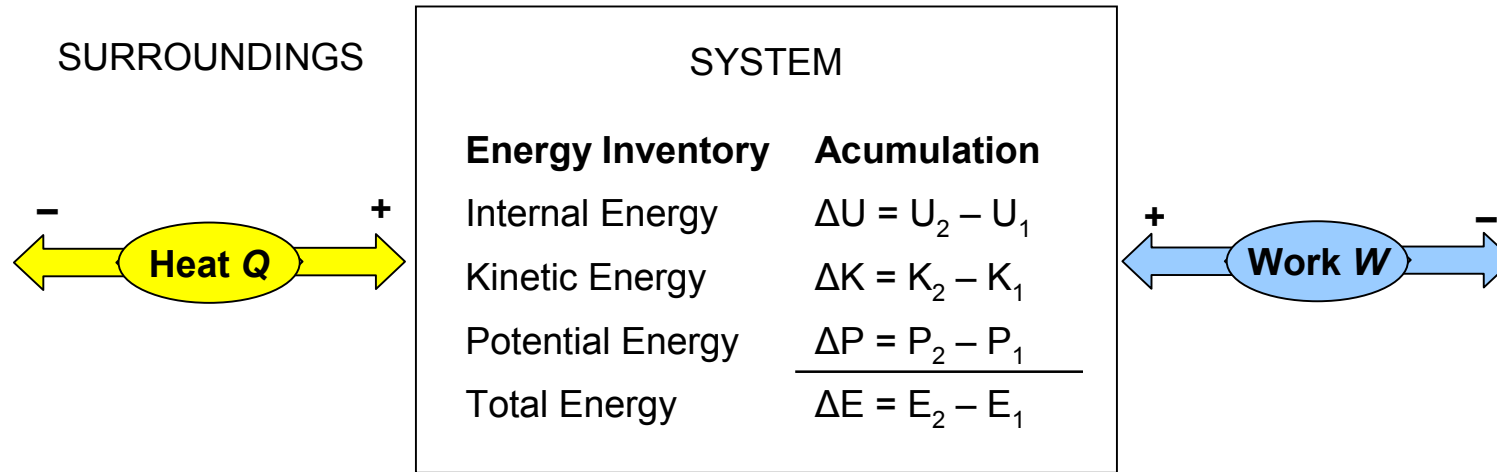 SURROUNDINGS
SYSTEM
Energy Inventory Acumulation
Internal Energy ΔU = U₂ – U₁
Kinetic Energy ΔK = K₂ – K₁
Potential Energy ΔP = P₂ – P₁
Total Energy ΔE = E₂ – E₁
– +
Heat Q
+ –
Work W